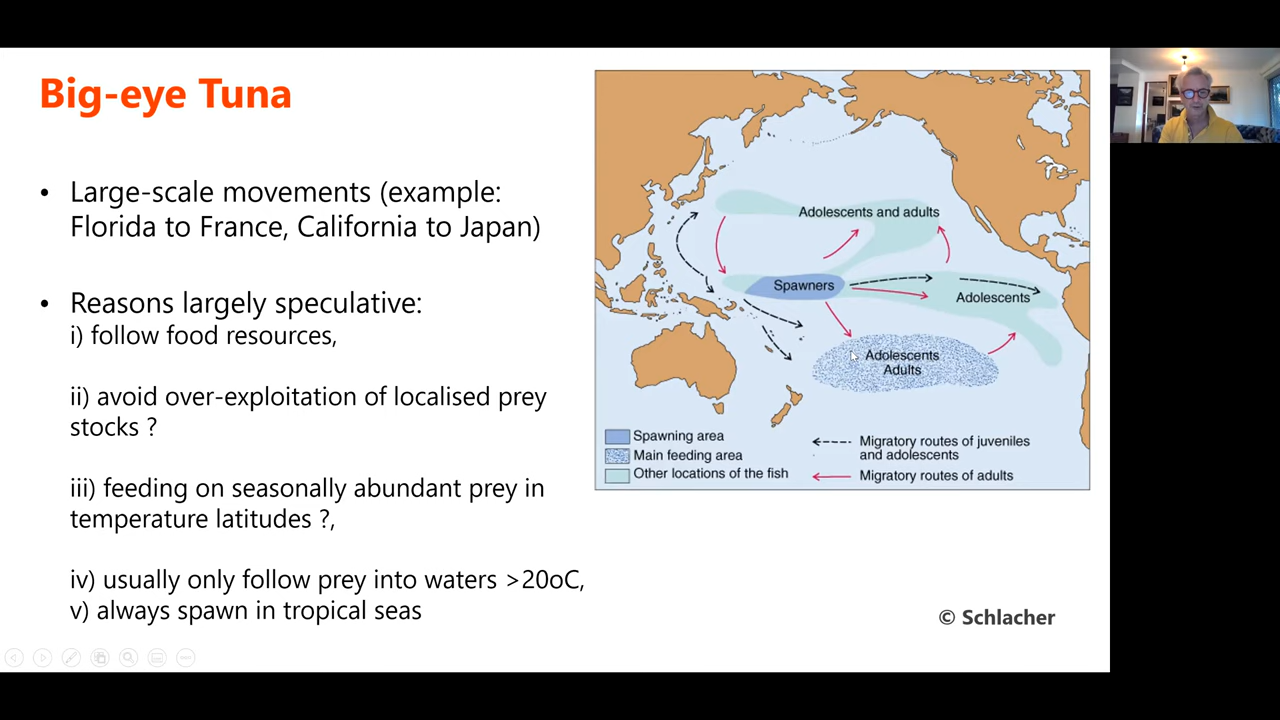 Big-eye Tuna
• Large-scale movements (example:
Florida to France, California to Japan)
• Reasons largely speculative:
i) follow food resources,
ii) avoid over-exploitation of localised prey
stocks ?
iii) feeding on seasonally abundant prey in
temperature latitudes ?,
iv) usually only follow prey into waters >20oC,
v) always spawn in tropical seas
Adolescents and adults
Spawners
Adolescents
Adolescents
Adults
Spawning area
Main feeding area
Other locations of the fish
Migratory routes of juveniles
and adolescents
Migratory routes of adults
© Schlacher